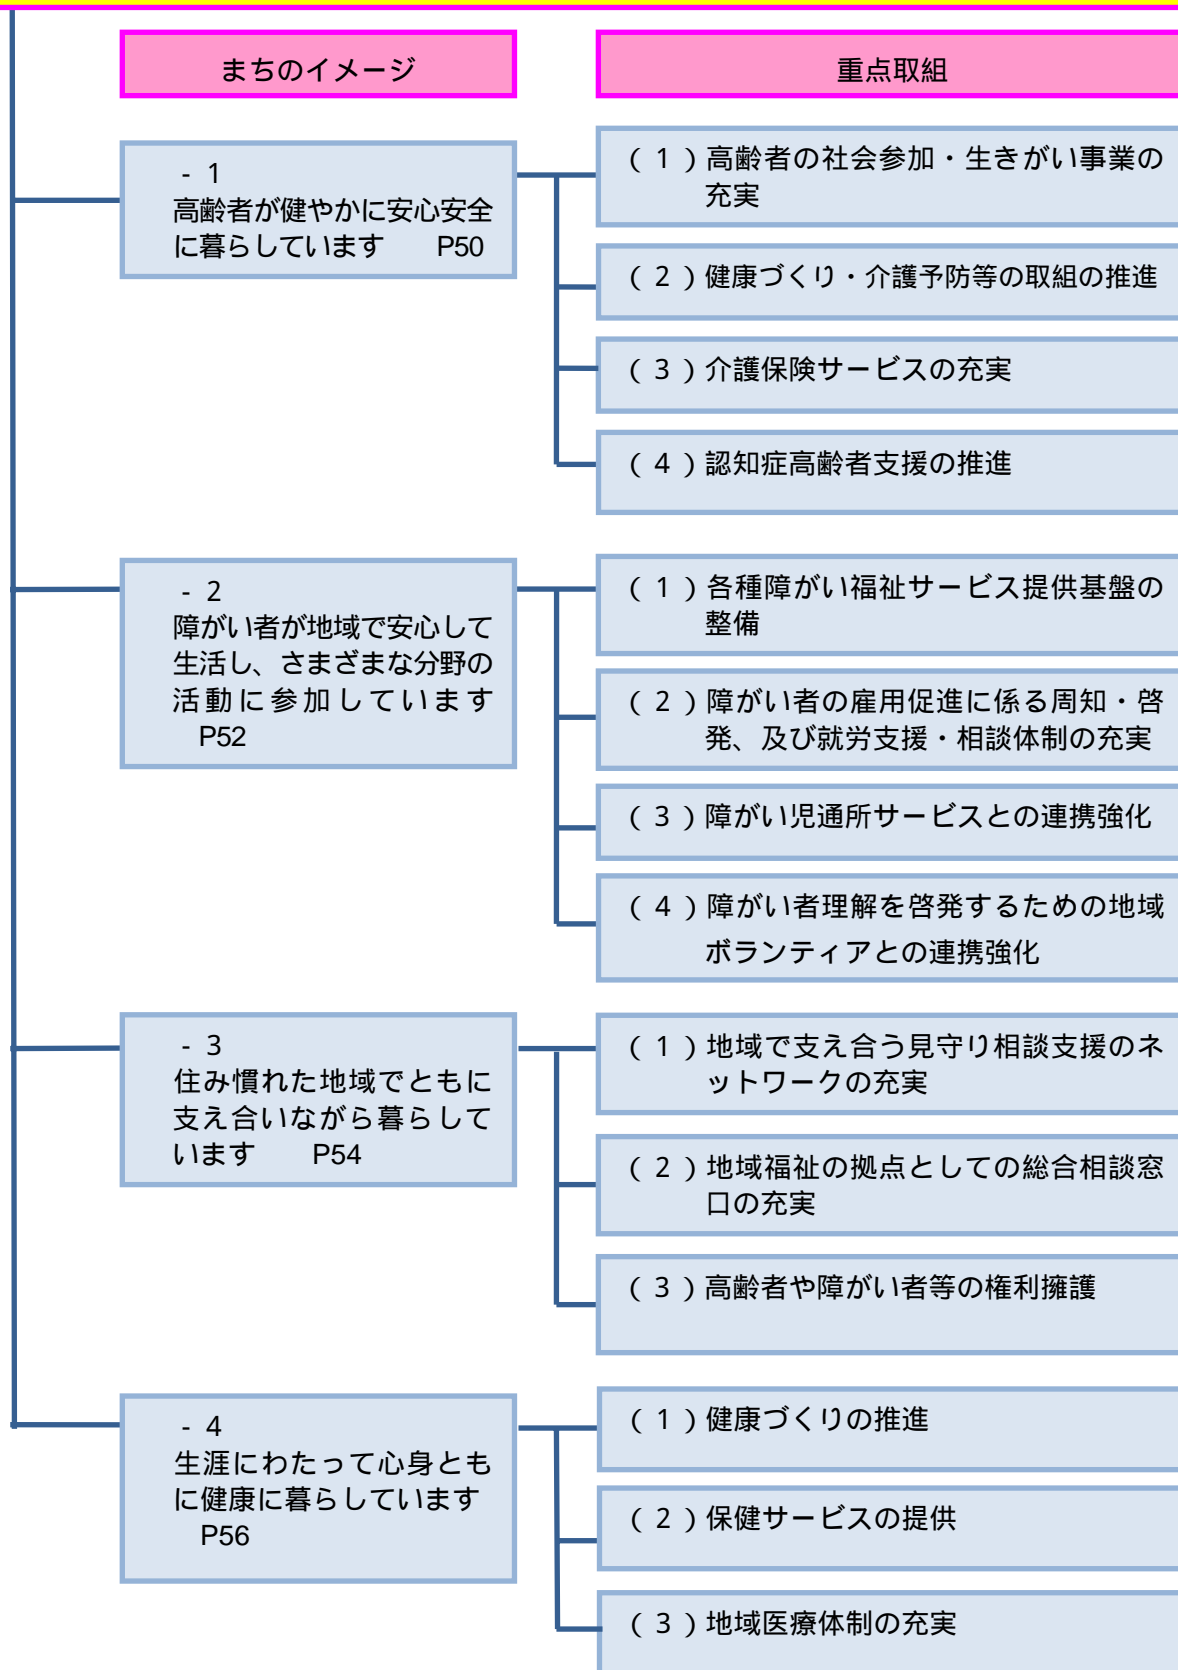 まちのイメージ
重点取組
- 1
高齢者が健やかに安心安全
に暮らしています P50
(1)高齢者の社会参加・生きがい事業の
充実
(2)健康づくり・介護予防等の取組の推進
(3)介護保険サービスの充実
(4)認知症高齢者支援の推進
- 2
障がい者が地域で安心して
生活し、さまざまな分野の
活動に参加しています
P52
(1)各種障がい福祉サービス提供基盤の
整備
(2)障がい者の雇用促進に係る周知・啓
発、及び就労支援・相談体制の充実
(3)障がい児通所サービスとの連携強化
(4)障がい者理解を啓発するための地域
ボランティアとの連携強化
- 3
住み慣れた地域でともに
支え合いながら暮らして
います P54
(1)地域で支え合う見守り相談支援のネ
ットワークの充実
(2)地域福祉の拠点としての総合相談窓
口の充実
(3)高齢者や障がい者等の権利擁護
- 4
生涯にわたって心身とも
に健康に暮らしています
P56
(1)健康づくりの推進
(2)保健サービスの提供
(3)地域医療体制の充実